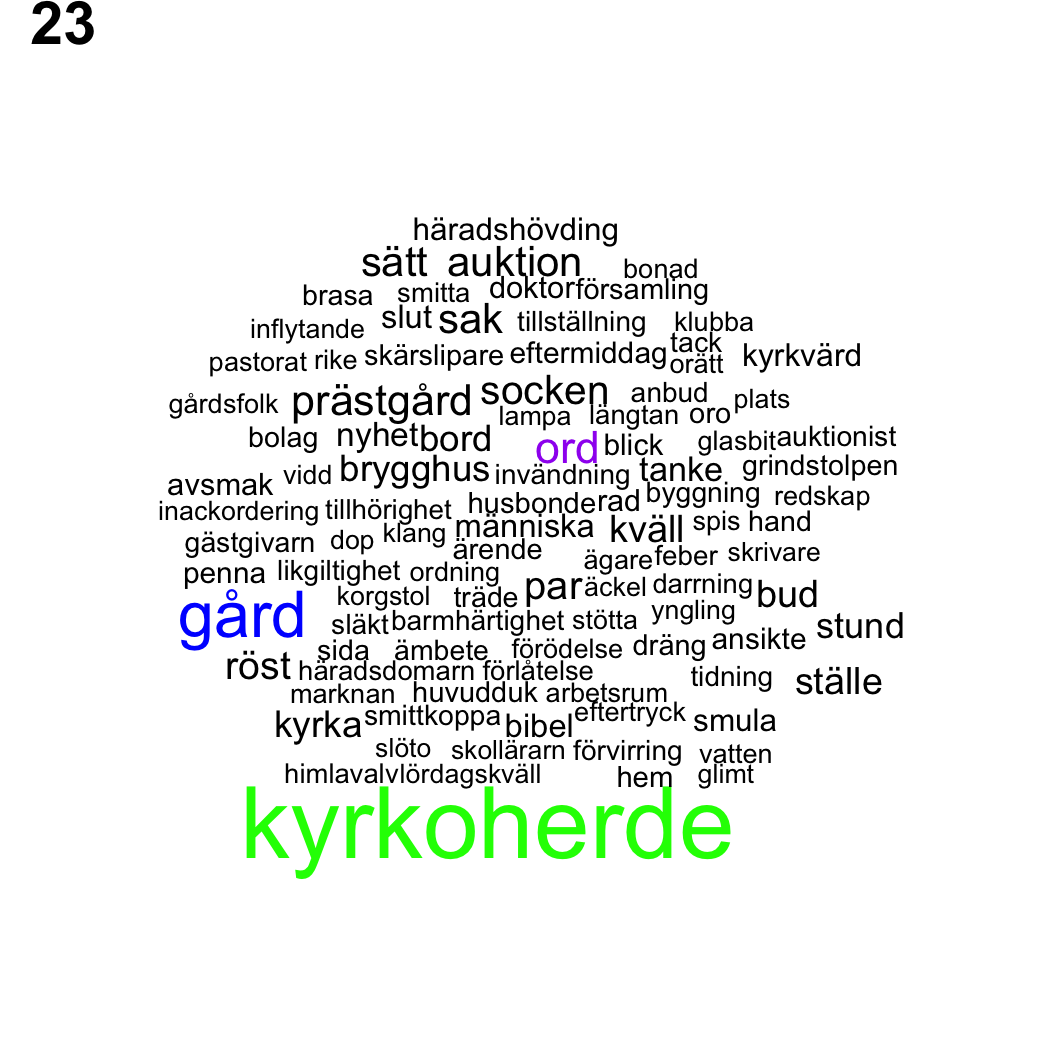 23
häradshövding
sätt auktion bonad
brasa smitta doktor församling
inflytande slut sak tillställning klubba
pastorat rike skärslipare eftermiddag tack orätt kyrkvärd
gårdsfolk prästgård socken anbud plats
lampa längtan oro
bolag nyhet bord ord blick glasbit auktionist
avsmak vidd brygghus invändning tanke grindstolpen
inackordering tillhörighet husbonde rad byggning redskap
gästgivarn dop klang människa kväll spis hand
ärende ägare feber skrivare
penna likgiltighet ordning par äckel darrning bud
gård korgstol träde yngling
släkt barmhärtighet stötta stund
sida ämbete förödelse dräng ansikte
röst häradsdomarn förlåtelse tidning ställe
marknan huvudduk arbetsrum
kyrka smittkoppa bibel eftertryck smula
slöto skollärarn förvirring vatten
himlavalv lördagskväll hem glimt
kyrkoherde